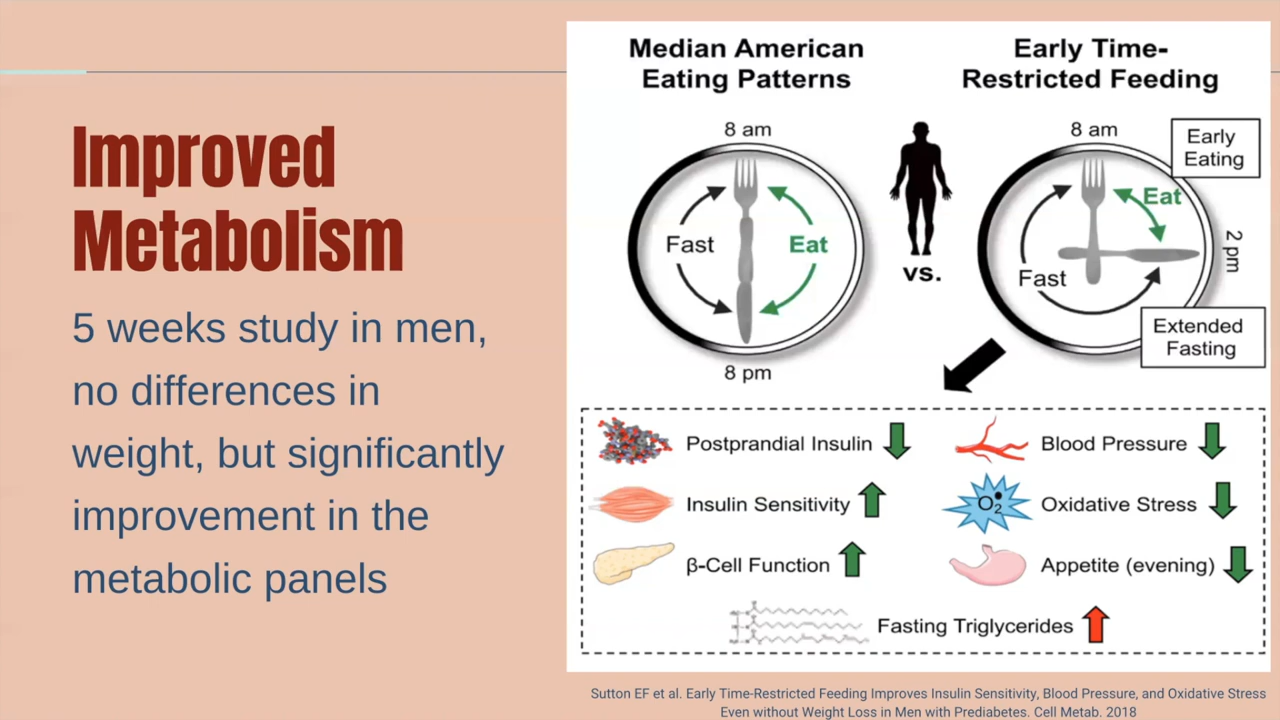 Improved
Metabolism
5 weeks study in men,
no differences in
weight, but significantly
improvement in the
metabolic panels
Median American
Eating Patterns
8 am
Fast
Eat
8 pm
vs.
Early Time-
Restricted Feeding
8 am
Early
Eating
Eat
2 pm
Fast
Extended
Fasting
Postprandial Insulin
Blood Pressure
Insulin Sensitivity
O2
Oxidative Stress
β-Cell Function
Appetite (evening)
Fasting Triglycerides
Sutton EF et al. Early Time-Restricted Feeding Improves Insulin Sensitivity, Blood Pressure, and Oxidative Stress
Even without Weight Loss in Men with Prediabetes. Cell Metab. 2018